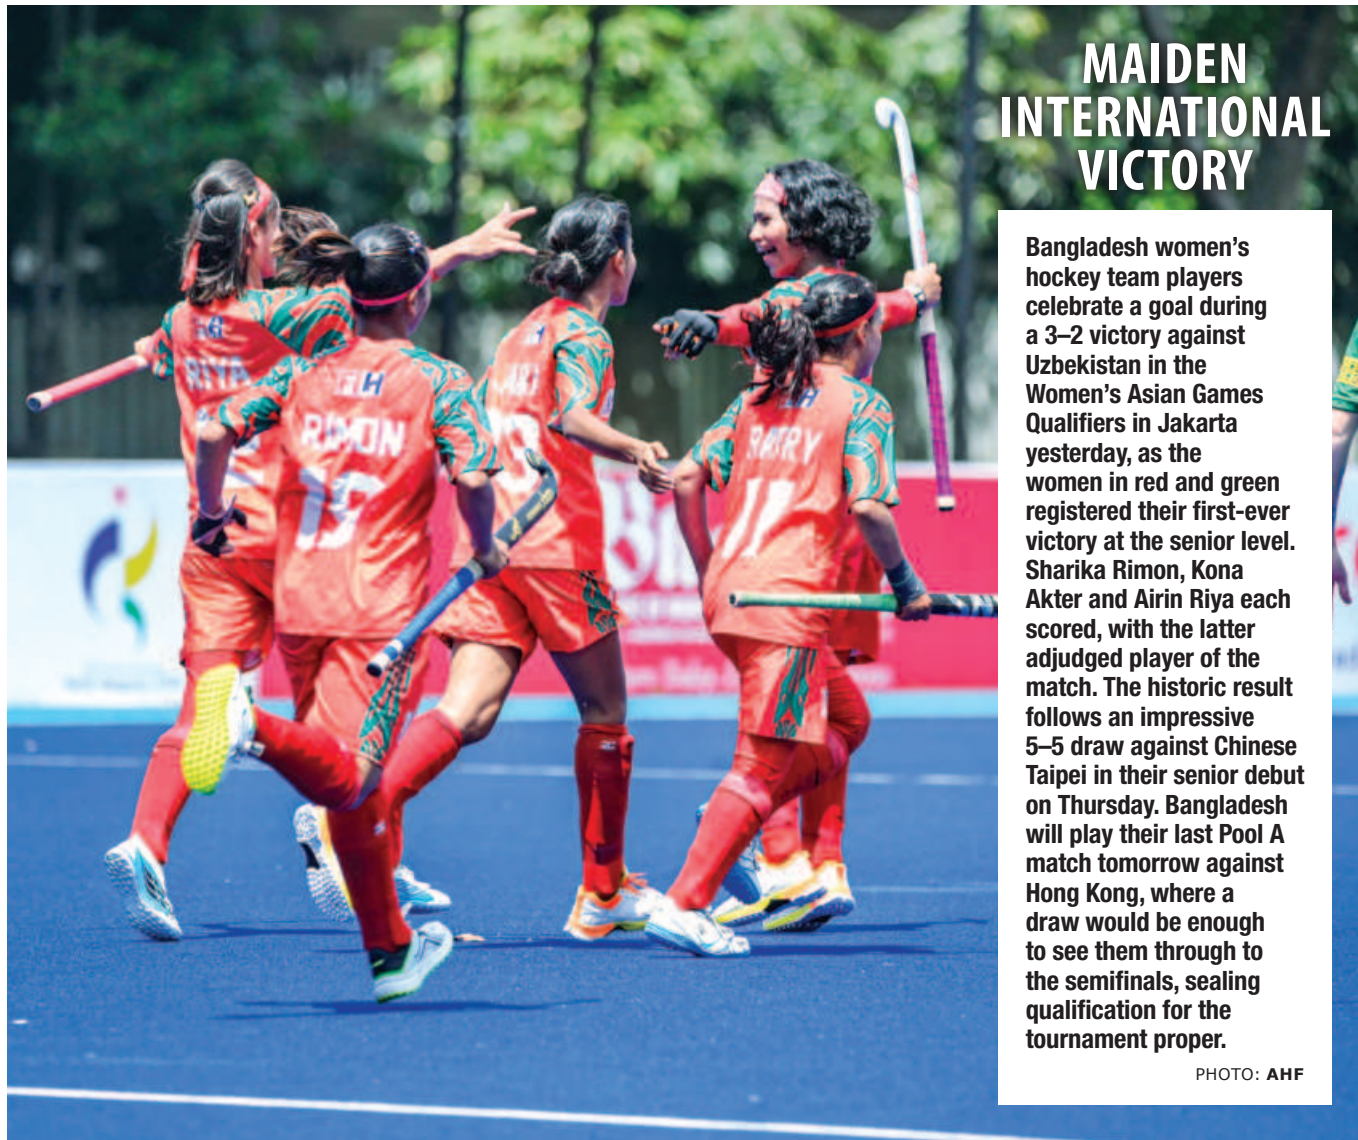 MAIDEN
INTERNATIONAL
VICTORY
Bangladesh women’s
hockey team players
celebrate a goal during
a 3–2 victory against
Uzbekistan in the
Women’s Asian Games
Qualifiers in Jakarta
yesterday, as the
women in red and green
registered their first-ever
victory at the senior level.
Sharika Rimon, Kona
Akter and Airin Riya each
scored, with the latter
adjudged player of the
match. The historic result
follows an impressive
5–5 draw against Chinese
Taipei in their senior debut
on Thursday. Bangladesh
will play their last Pool A
match tomorrow against
Hong Kong, where a
draw would be enough
to see them through to
the semifinals, sealing
qualification for the
tournament proper.
PHOTO: AHF
RIYA
RIMON
19
11